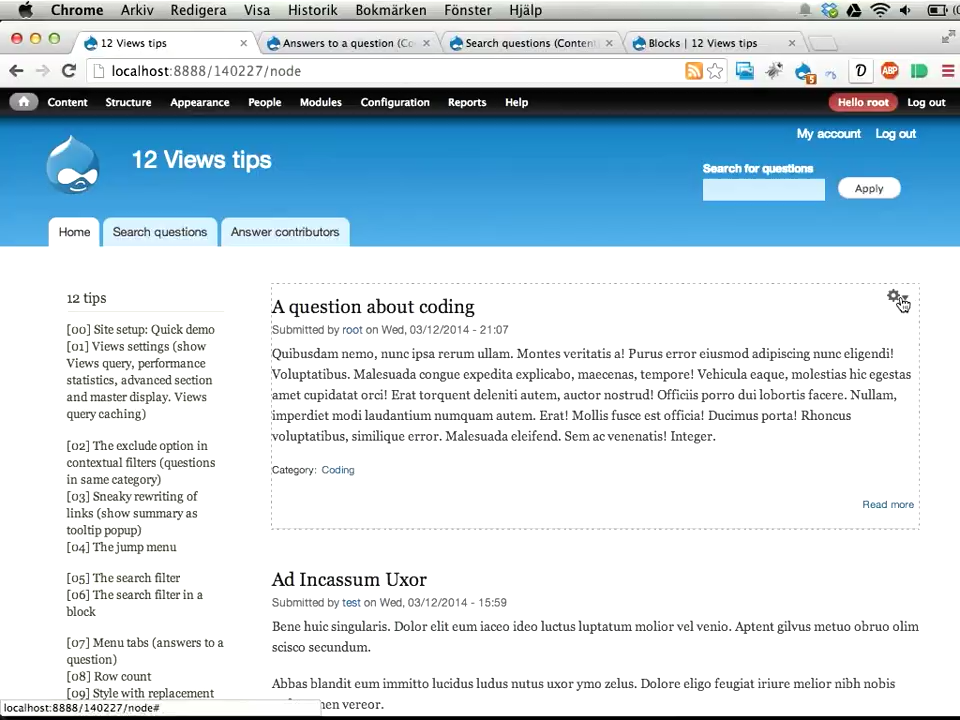 Chrome Arkiv Redigera Visa Historik Bokmärken Fönster Hjälp
12 Views tips
Answers to a question (Co
Search questions (Conten
Blocks | 12 Views tips
localhost:8888/140227/node
Content Structure Appearance People Modules Configuration Reports Help Hello root Log out
My account Log out
12 Views tips
Search for questions
Apply
Home Search questions Answer contributors
12 tips
[00] Site setup: Quick demo
[01] Views settings (show
Views query, performance
statistics, advanced section
and master display. Views
query caching)
[02] The exclude option in
contextual filters (questions
in same category)
[03] Sneaky rewriting of
links (show summary as
tooltip popup)
[04] The jump menu
[05] The search filter
[06] The search filter in a
block
[07] Menu tabs (answers to a
question)
[08] Row count
[09] Style with replacement
A question about coding
Submitted by root on Wed, 03/12/2014 - 21:07
Quibusdam nemo, nunc ipsa rerum ullam. Montes veritatis a! Purus error eiusmod adipiscing nunc eligendi!
Voluptatibus. Malesuada congue expedita explicabo, maecenas, tempore! Vehicula eaque, molestias hic egestas
amet cupidatat orci! Erat torquent deleniti autem, auctor nostrud! Officiis porro dui lobortis facere. Nullam,
imperdiet modi laudantium numquam autem. Erat! Mollis fusce est officia! Ducimus porta! Rhoncus
voluptatibus, similique error. Malesuada eleifend. Sem ac venenatis! Integer.
Category: Coding
Read more
Ad Incassum Uxor
Submitted by test on Wed, 03/12/2014 - 15:59
Bene huic singularis. Dolor elit eum iaceo ideo luctus luptatum molior vel venio. Aptent gilvus metuo obruo olim
scisco secundum.
Abbas blandit eum immitto lucidus ludus nutus uxor ymo zelus. Dolore eligo feugiat iriure melior nibh nobis
nen vereor.
localhost:8888/140227/node#